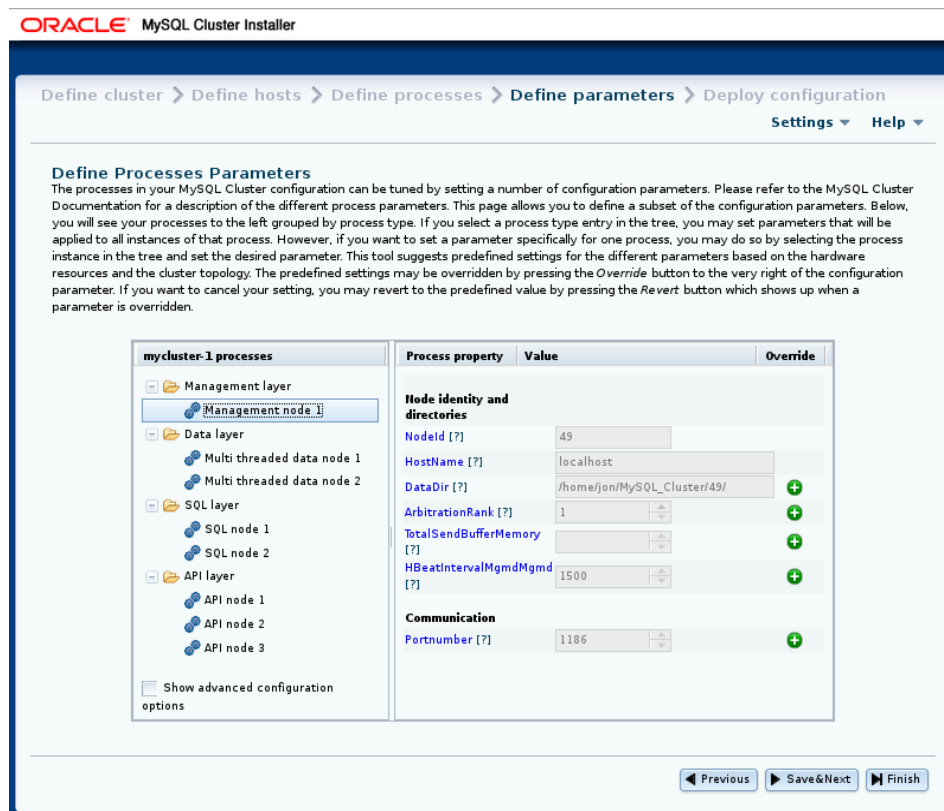 ORACLE® MySQL Cluster Installer
Define cluster > Define hosts > Define processes > Define parameters > Deploy configuration
Settings Help
Define Processes Parameters
The processes in your MySQL Cluster configuration can be tuned by setting a number of configuration parameters. Please refer to the MySQL Cluster
Documentation for a description of the different process parameters. This page allows you to define a subset of the configuration parameters. Below,
you will see your processes to the left grouped by process type. If you select a process type entry in the tree, you may set parameters that will be
applied to all instances of that process. However, if you want to set a parameter specifically for one process, you may do so by selecting the process
instance in the tree and set the desired parameter. This tool suggests predefined settings for the different parameters based on the hardware
resources and the cluster topology. The predefined settings may be overridden by pressing the Override button to the very right of the configuration
parameter. If you want to cancel your setting, you may revert to the predefined value by pressing the Revert button which shows up when a
parameter is overridden.
mycluster-1 processes
Management layer
Management node 1
Data layer
Multi threaded data node 1
Multi threaded data node 2
SQL layer
SQL node 1
SQL node 2
API layer
API node 1
API node 2
API node 3
Show advanced configuration
options
Process property Value Override
Node identity and
directories
NodeId [?] 49
HostName [?] localhost
DataDir [?] /home/jon/MySQL_Cluster/49/
ArbitrationRank [?] 1
TotalSendBufferMemory
[?]
HBeatIntervalMgmdMgmd
[?] 1500
Communication
Portnumber [?] 1186
Previous Save&Next Finish